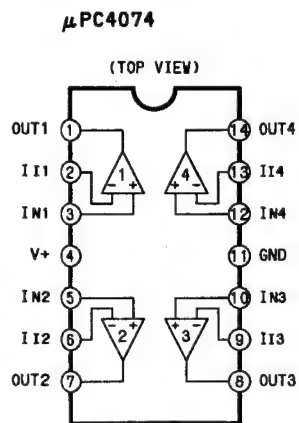 μPC4074
(TOP VIEW)
OUT1 1 14 OUT4
II1 2 - + 1 4 + - 13 II4
IN1 3 12 IN4
V+ 4 11 GND
IN2 5 10 IN3
II2 6 - + 2 3 + - 9 II3
OUT2 7 8 OUT3